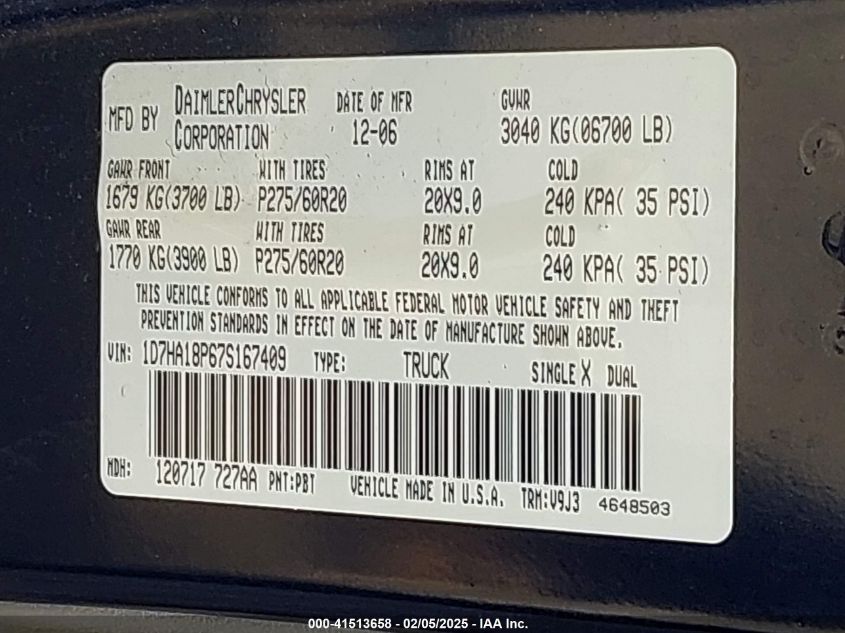 MFD BY DAIMLERCHRYSLER CORPORATION DATE OF MFR 12-06 GVWR 3040 KG(06700 LB)
GAWR FRONT WITH TIRES RIMS AT COLD
1679 KG(3700 LB) P275/60R20 20X9.0 240 KPA( 35 PSI)
GAWR REAR WITH TIRES RIMS AT COLD
1770 KG(3900 LB) P275/60R20 20X9.0 240 KPA( 35 PSI)
THIS VEHICLE CONFORMS TO ALL APPLICABLE FEDERAL MOTOR VEHICLE SAFETY AND THEFT
PREVENTION STANDARDS IN EFFECT ON THE DATE OF MANUFACTURE SHOWN ABOVE.
VIN: 1D7HA18P67S167409 TYPE: TRUCK SINGLE X DUAL
MDH: 120717 727AA PNT:PBT VEHICLE MADE IN U.S.A. TRM:V9J3 4648503
000-41513658 - 02/05/2025 - IAA Inc.